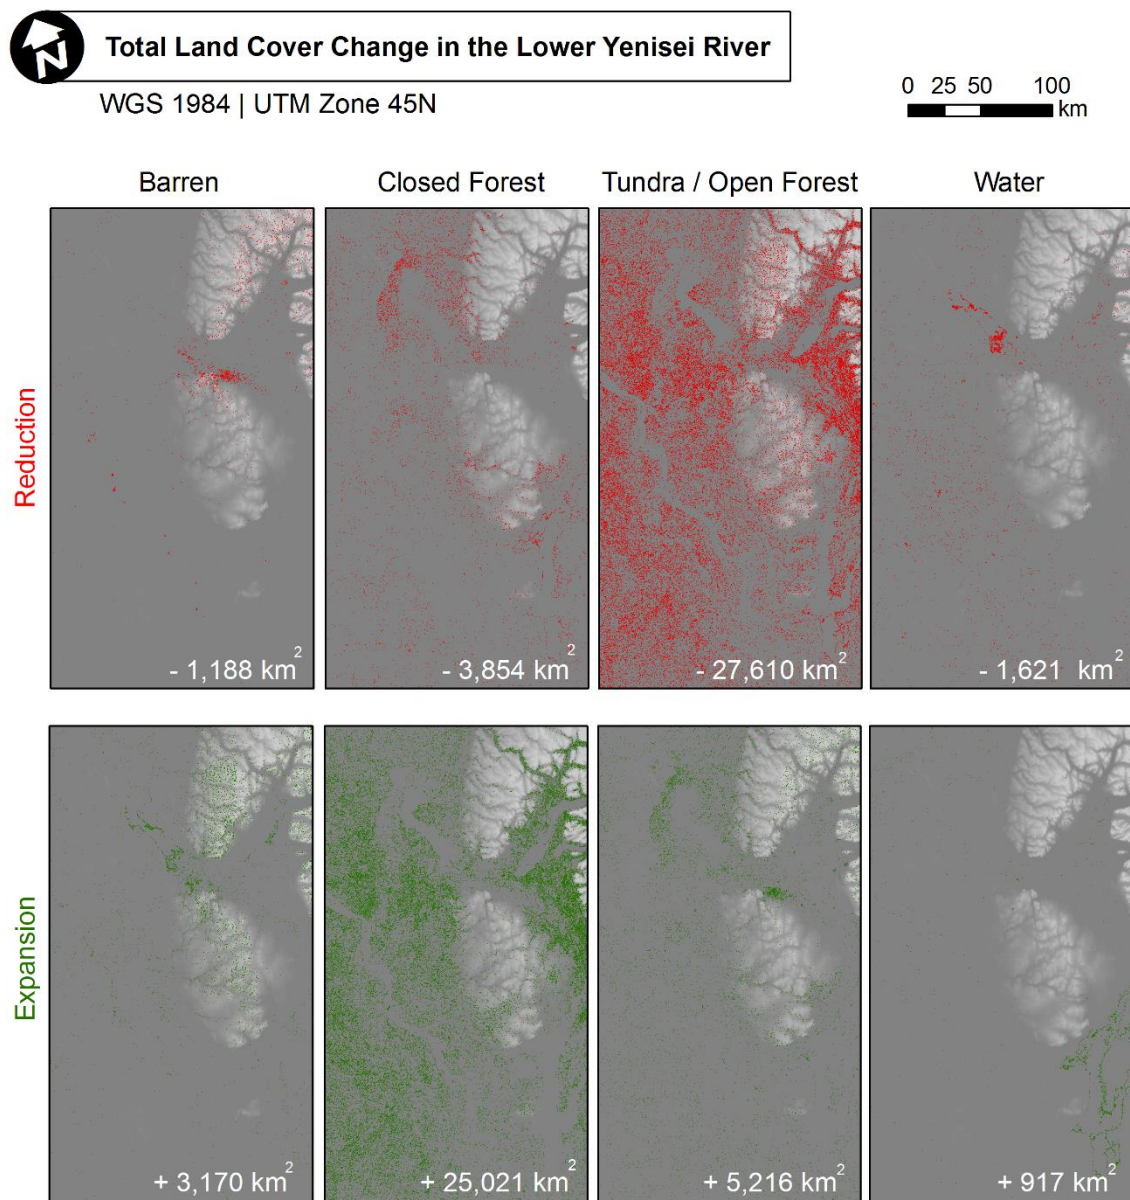 N
Total Land Cover Change in the Lower Yenisei River
WGS 1984 | UTM Zone 45N
0 25 50 100
km
Barren Closed Forest Tundra / Open Forest Water
Reduction
- 1,188 km²
- 3,854 km²
- 27,610 km²
- 1,621 km²
Expansion
+ 3,170 km²
+ 25,021 km²
+ 5,216 km²
+ 917 km²